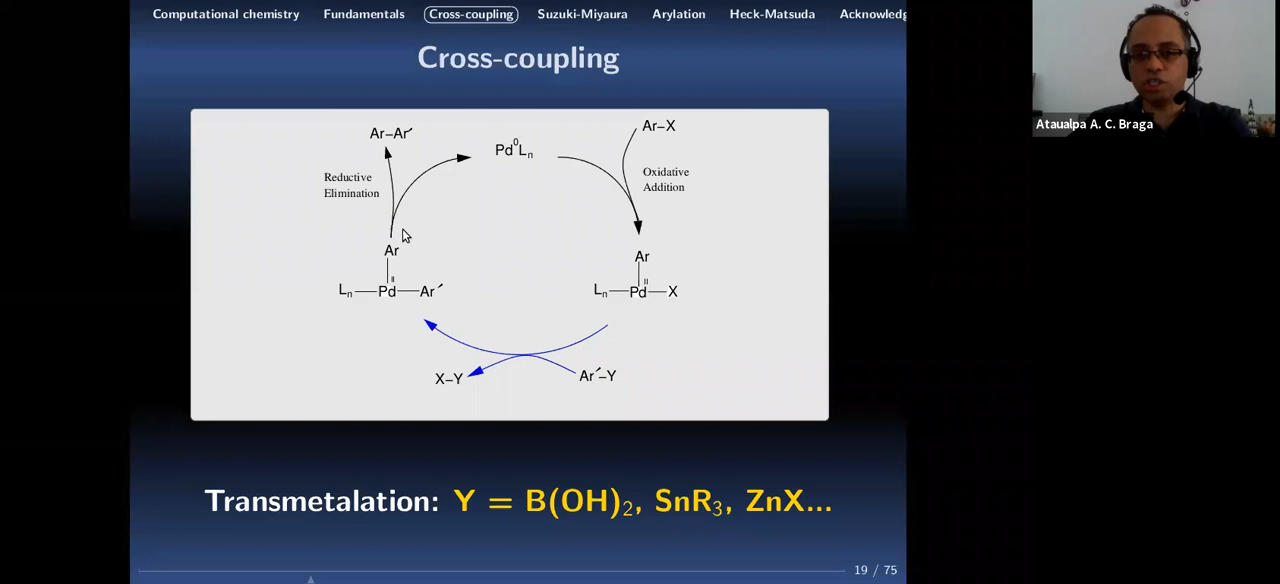 Computational chemistry Fundamentals Cross-coupling Suzuki-Miyaura Arylation Heck-Matsuda Acknowledg
Cross-coupling
Ar–Ar′
Pd⁰Lₙ
Ar–X
Reductive
Elimination
Oxidative
Addition
Ar
Lₙ—Pd—Ar′
II
Ar
Lₙ—Pd—X
II
X–Y
Ar′–Y
Transmetalation: Y = B(OH)₂, SnR₃, ZnX...
19 / 75
Ataualpa A. C. Braga